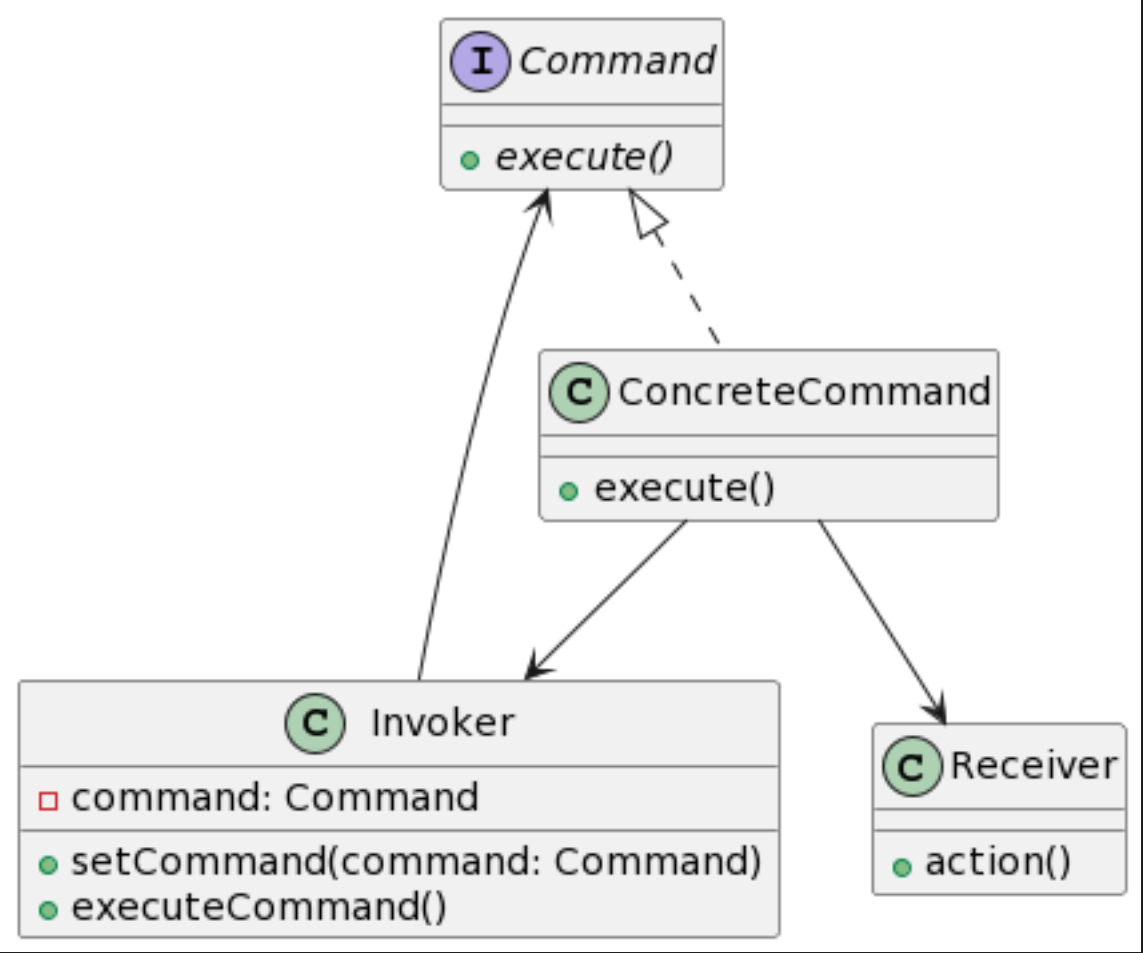 I Command
execute()
C ConcreteCommand
execute()
C Invoker
command: Command
setCommand(command: Command)
executeCommand()
C Receiver
action()